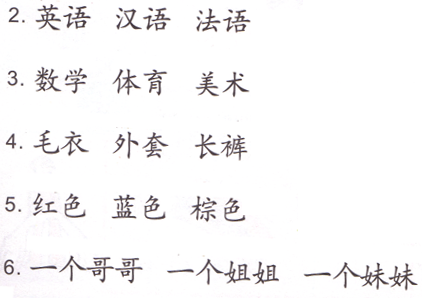 2. 英语 汉语 法语
3. 数学 体育 美术
4. 毛衣 外套 长裤
5. 红色 蓝色 棕色
6. 一个哥哥 一个姐姐 一个妹妹